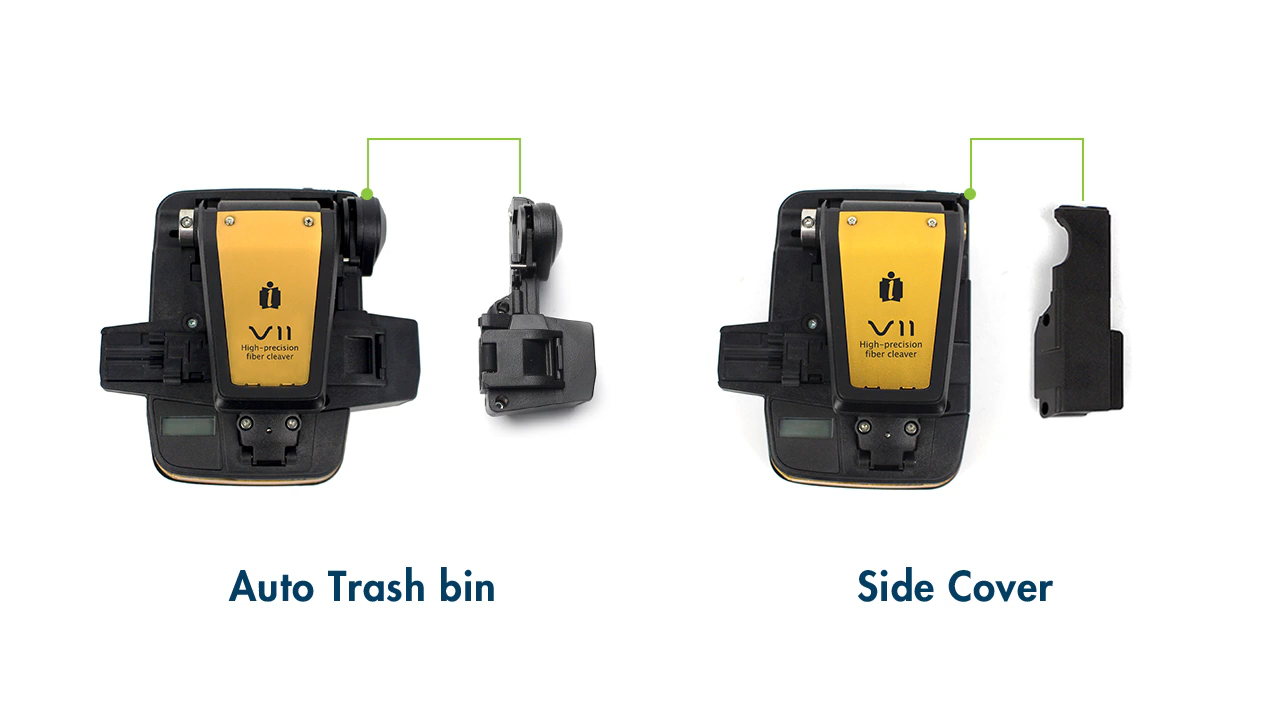 i
V11
High-precision
fiber cleaver
i
V11
High-precision
fiber cleaver
Auto Trash bin
Side Cover